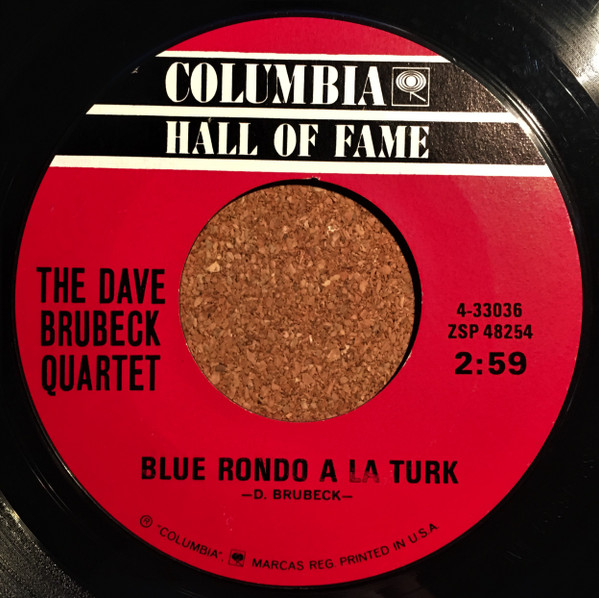 COLUMBIA
HALL OF FAME
THE DAVE
BRUBECK
QUARTET
4-33036
ZSP 48254
2:59
BLUE RONDO A LA TURK
—D. BRUBECK—
Ⓟ "COLUMBIA", MARCAS REG. PRINTED IN U.S.A.